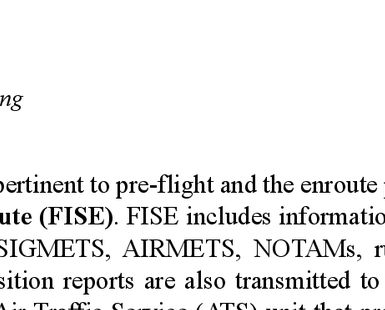 ng
pertinent to pre-flight and the enroute
ute (FISE). FISE includes informatio
SIGMETS, AIRMETS, NOTAMs, r
sition reports are also transmitted to
Air Traffic Service (ATS) unit that pr